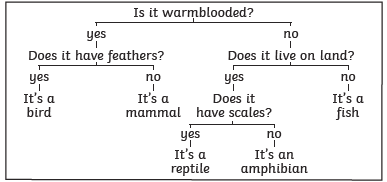 Is it warmblooded?
yes no
Does it have feathers? Does it live on land?
yes no yes no
It's a It's a Does it It's a
bird mammal have scales? fish
yes no
It's a It's an
reptile amphibian